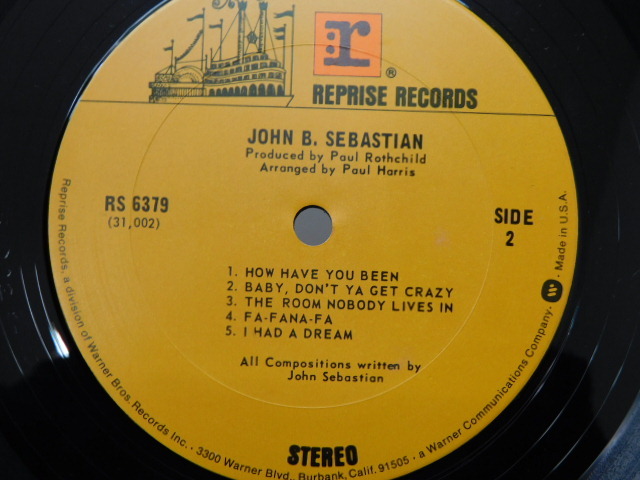 r ®
REPRISE RECORDS
JOHN B. SEBASTIAN
Produced by Paul Rothchild
Arranged by Paul Harris
RS 6379
(31,002)
SIDE
2
1. HOW HAVE YOU BEEN
2. BABY, DON'T YA GET CRAZY
3. THE ROOM NOBODY LIVES IN
4. FA-FANA-FA
5. I HAD A DREAM
All Compositions written by
John Sebastian
STEREO
Reprise Records, a division of Warner Bros. Records Inc. · 3300 Warner Blvd., Burbank, Calif. 91505 · a Warner Communications Company · W · Made in U.S.A.